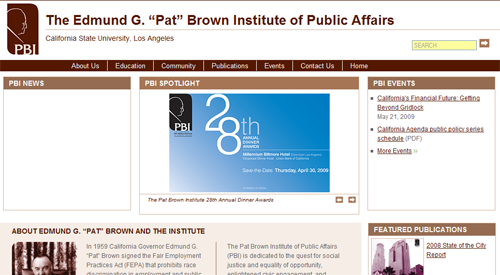 The Edmund G. "Pat" Brown Institute of Public Affairs
PBI
California State University, Los Angeles
SEARCH
About Us | Education | Community | Publications | Events | Contact Us | Home
PBI NEWS
PBI SPOTLIGHT
PBI
28th
ANNUAL
DINNER
AWARDS
Millennium Biltmore Hotel
Save the Date: Thursday, April 30, 2009
The Pat Brown Institute 28th Annual Dinner Awards
PBI EVENTS
California's Financial Future: Getting
Beyond Gridlock
May 21, 2009
California Agenda public policy series
schedule (PDF)
More Events »
ABOUT EDMUND G. "PAT" BROWN AND THE INSTITUTE
In 1959 California Governor Edmund G.
"Pat" Brown signed the Fair Employment
Practices Act (FEPA) that prohibits race
discrimination in employment and public
The Pat Brown Institute of Public Affairs
(PBI) is dedicated to the quest for social
justice and equality of opportunity,
enlightened civic engagement, and
FEATURED PUBLICATIONS
2008 State of the City
Report